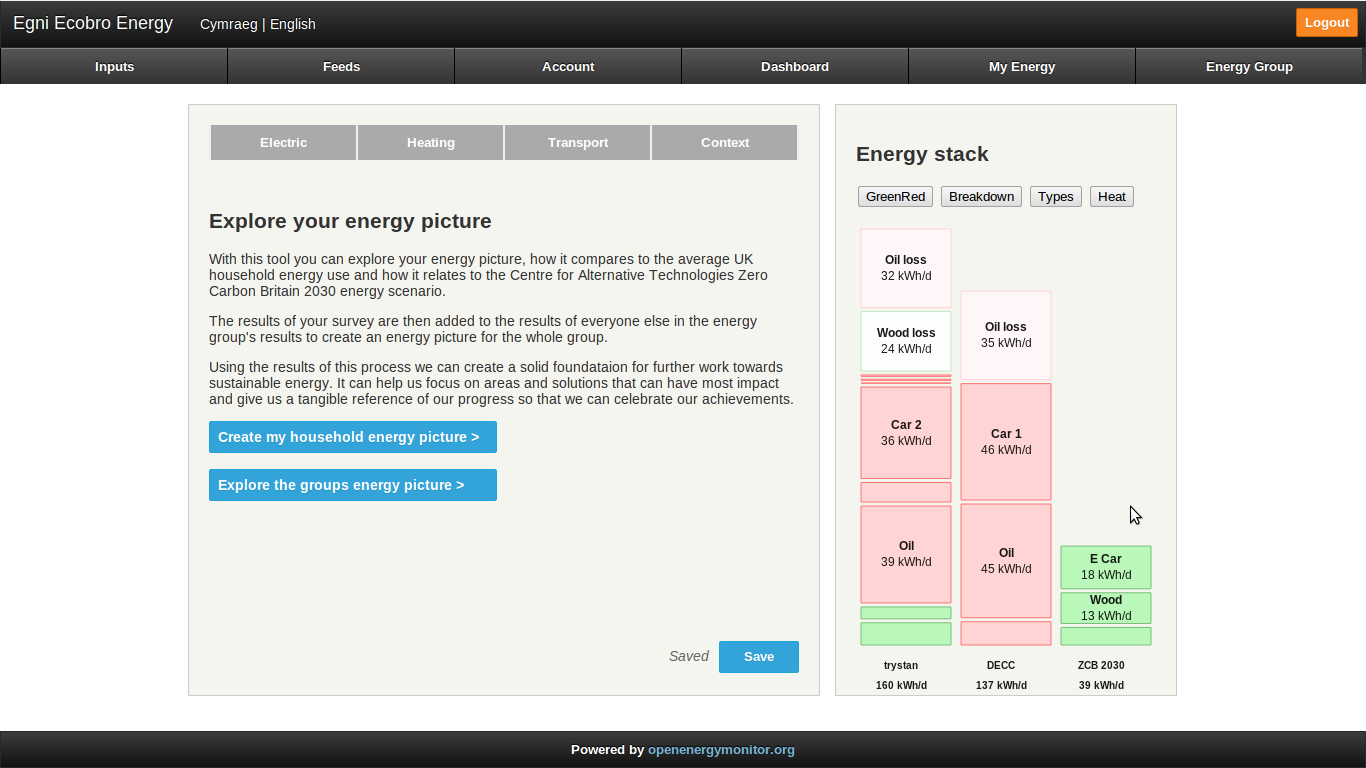 Egni Ecobro Energy
Cymraeg | English
Logout
Inputs
Feeds
Account
Dashboard
My Energy
Energy Group
Electric
Heating
Transport
Context
Explore your energy picture
With this tool you can explore your energy picture, how it compares to the average UK
household energy use and how it relates to the Centre for Alternative Technologies Zero
Carbon Britain 2030 energy scenario.
The results of your survey are then added to the results of everyone else in the energy
group's results to create an energy picture for the whole group.
Using the results of this process we can create a solid foundataion for further work towards
sustainable energy. It can help us focus on areas and solutions that can have most impact
and give us a tangible reference of our progress so that we can celebrate our achievements.
Create my household energy picture >
Explore the groups energy picture >
Saved
Save
Energy stack
GreenRed
Breakdown
Types
Heat
Oil loss
32 kWh/d
Wood loss
24 kWh/d
Car 2
36 kWh/d
Oil
39 kWh/d
trystan
160 kWh/d
Oil loss
35 kWh/d
Car 1
46 kWh/d
Oil
45 kWh/d
DECC
137 kWh/d
E Car
18 kWh/d
Wood
13 kWh/d
ZCB 2030
39 kWh/d
Powered by openenergymonitor.org